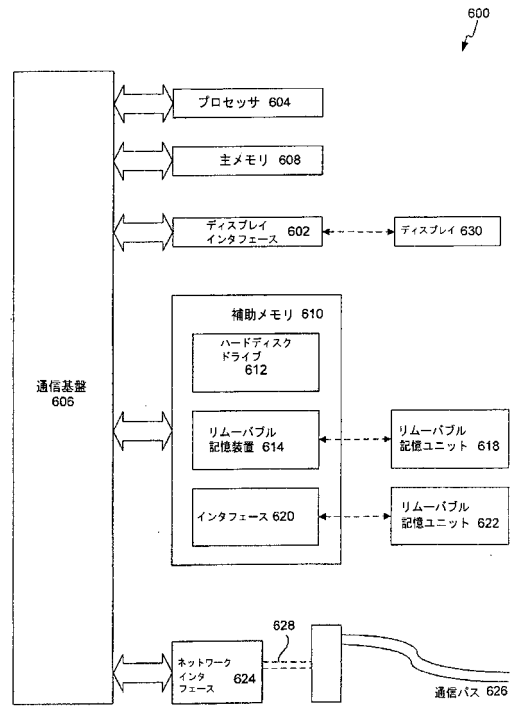 600
プロセッサ 604
主メモリ 608
ディスプレイ
インタフェース 602
ディスプレイ 630
補助メモリ 610
ハードディスク
ドライブ
612
通信基盤
606
リムーバブル
記憶装置 614
リムーバブル
記憶ユニット 618
インタフェース 620
リムーバブル
記憶ユニット 622
628
ネットワーク
インタ
フェース 624
通信パス 626